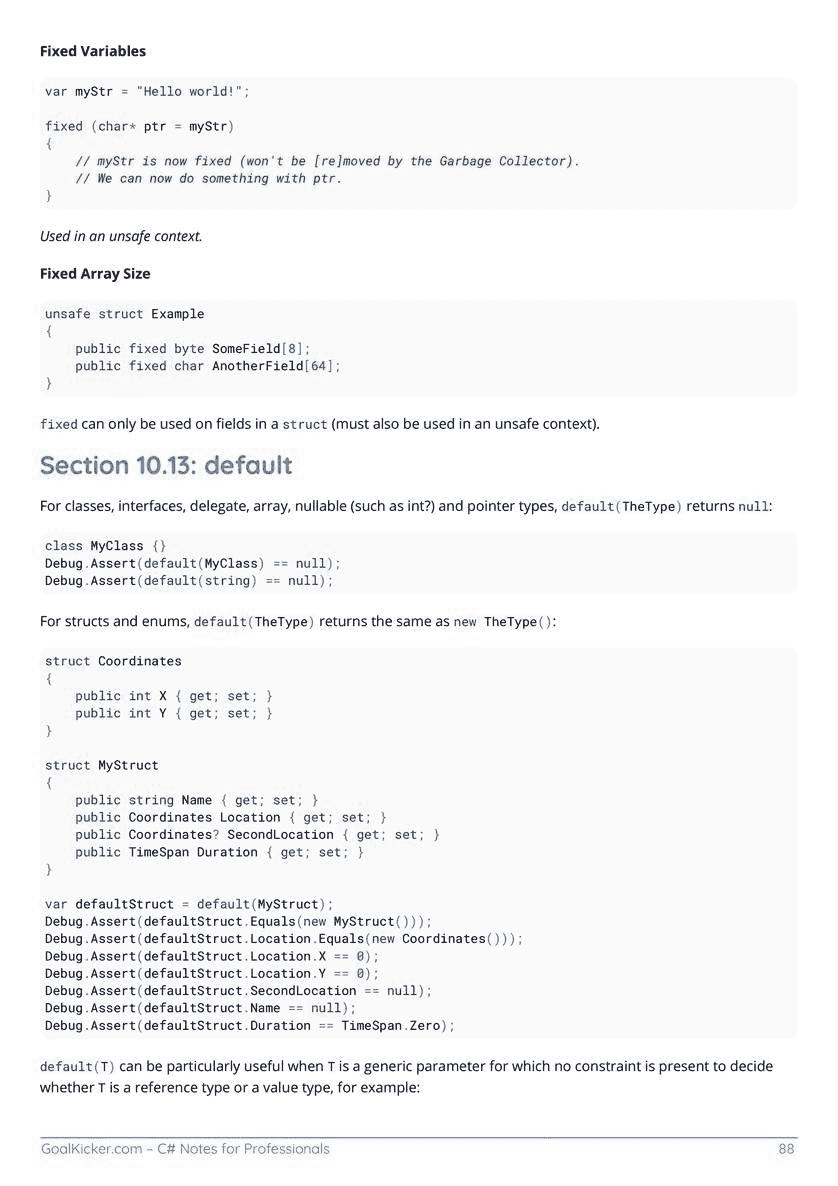 Fixed Variables
var myStr = "Hello world!";
fixed (char* ptr = myStr)
{
    // myStr is now fixed (won't be [re]moved by the Garbage Collector).
    // We can now do something with ptr.
}
Used in an unsafe context.
Fixed Array Size
unsafe struct Example
{
    public fixed byte SomeField[8];
    public fixed char AnotherField[64];
}
fixed can only be used on fields in a struct (must also be used in an unsafe context).
Section 10.13: default
For classes, interfaces, delegate, array, nullable (such as int?) and pointer types, default(TheType) returns null:
class MyClass {}
Debug.Assert(default(MyClass) == null);
Debug.Assert(default(string) == null);
For structs and enums, default(TheType) returns the same as new TheType():
struct Coordinates
{
    public int X { get; set; }
    public int Y { get; set; }
}
struct MyStruct
{
    public string Name { get; set; }
    public Coordinates Location { get; set; }
    public Coordinates? SecondLocation { get; set; }
    public TimeSpan Duration { get; set; }
}
var defaultStruct = default(MyStruct);
Debug.Assert(defaultStruct.Equals(new MyStruct()));
Debug.Assert(defaultStruct.Location.Equals(new Coordinates()));
Debug.Assert(defaultStruct.Location.X == 0);
Debug.Assert(defaultStruct.Location.Y == 0);
Debug.Assert(defaultStruct.SecondLocation == null);
Debug.Assert(defaultStruct.Name == null);
Debug.Assert(defaultStruct.Duration == TimeSpan.Zero);
default(T) can be particularly useful when T is a generic parameter for which no constraint is present to decide
whether T is a reference type or a value type, for example:
GoalKicker.com – C# Notes for Professionals 88